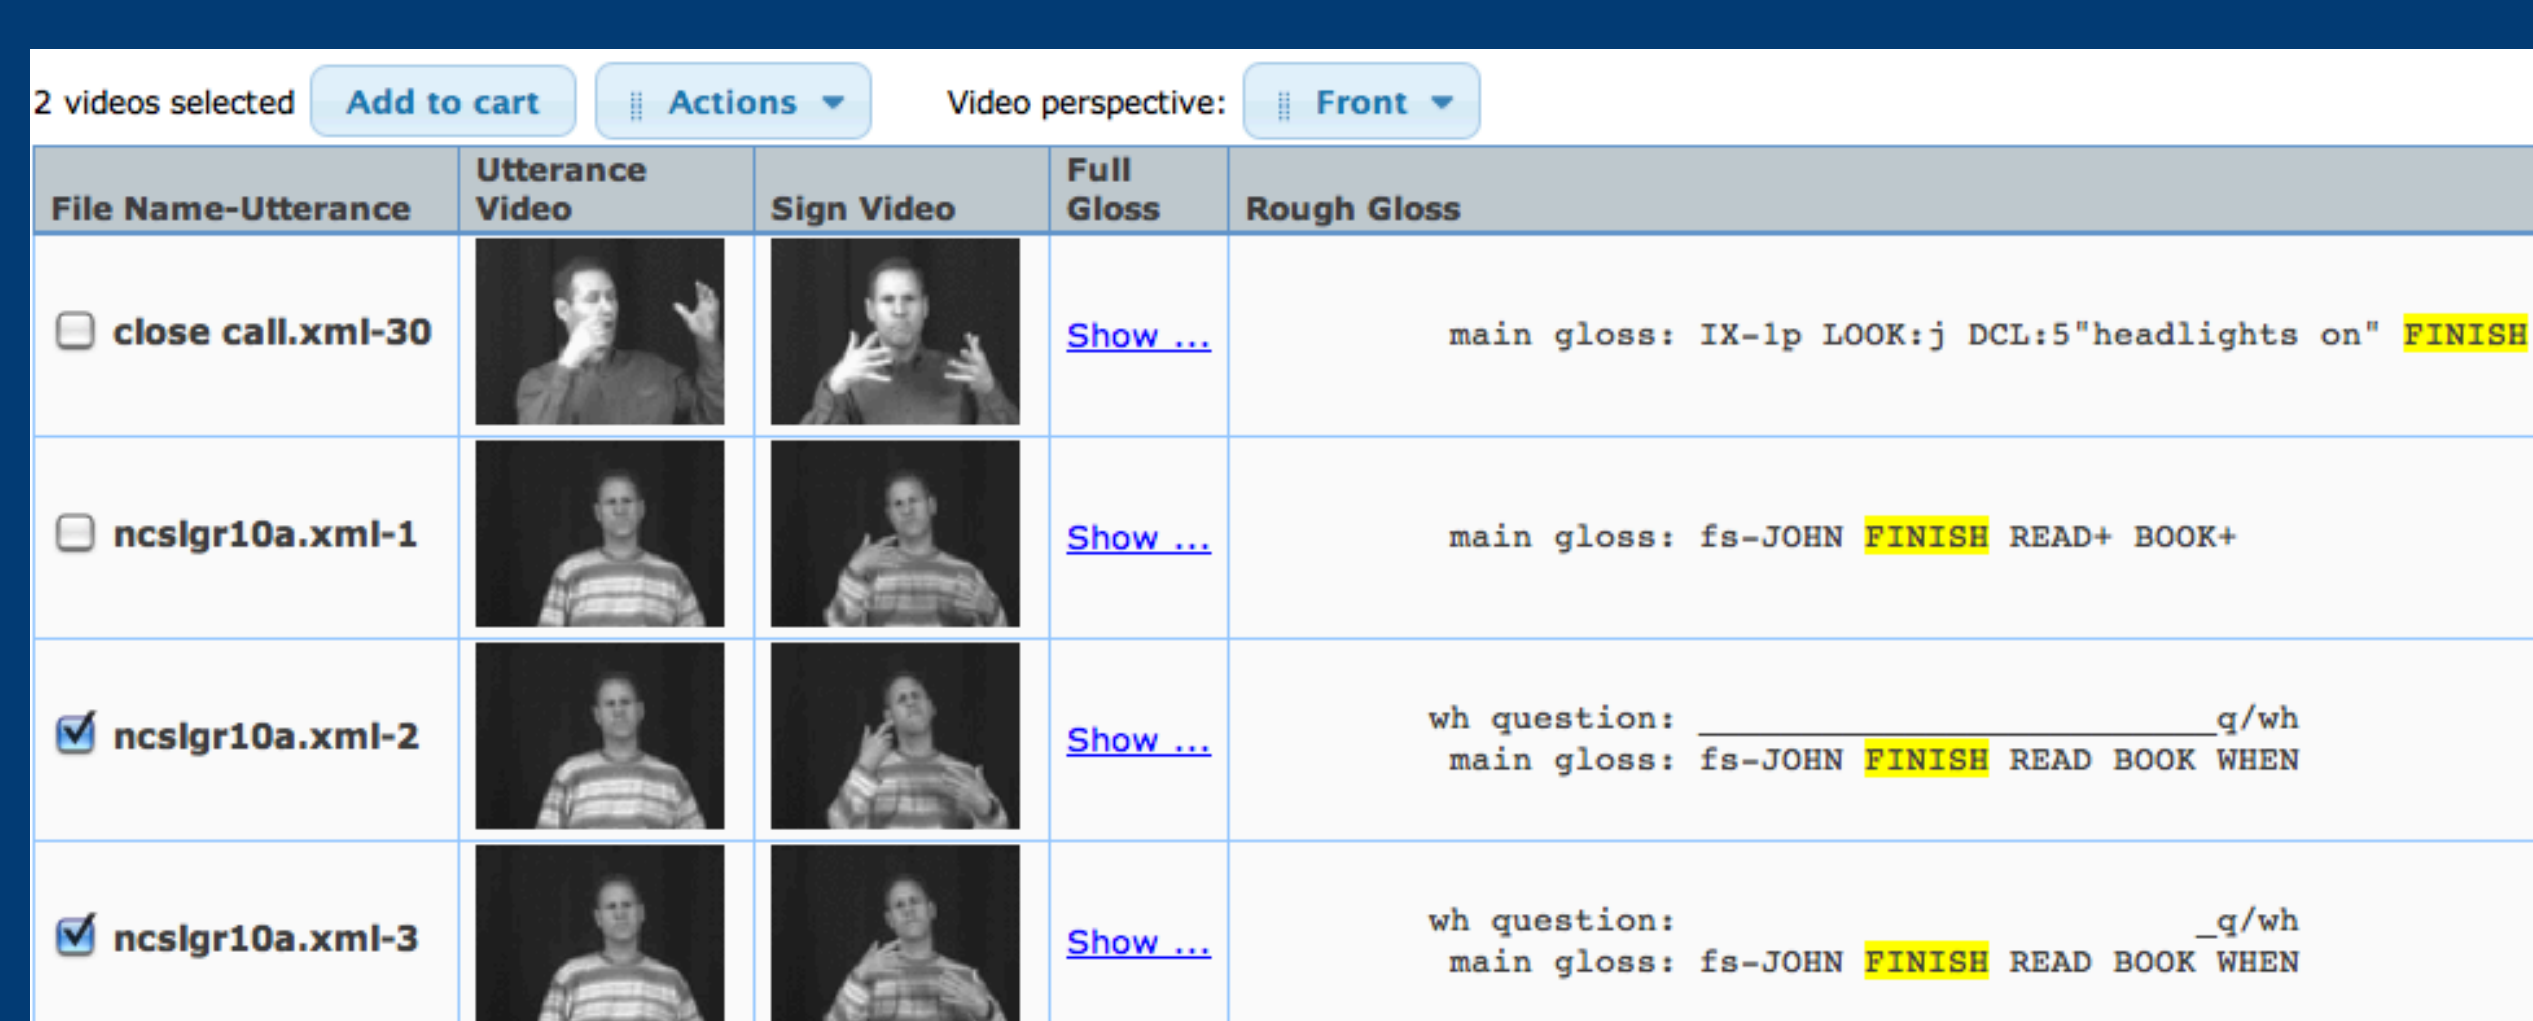 2 videos selected Add to cart Actions Video perspective: Front
File Name-Utterance Utterance Video Sign Video Full Gloss Rough Gloss
close call.xml-30 Show ... main gloss: IX-1p LOOK:j DCL:5"headlights on" FINISH
ncslgr10a.xml-1 Show ... main gloss: fs-JOHN FINISH READ+ BOOK+
wh question: _________________________q/wh
ncslgr10a.xml-2 Show ... main gloss: fs-JOHN FINISH READ BOOK WHEN
wh question: _q/wh
ncslgr10a.xml-3 Show ... main gloss: fs-JOHN FINISH READ BOOK WHEN